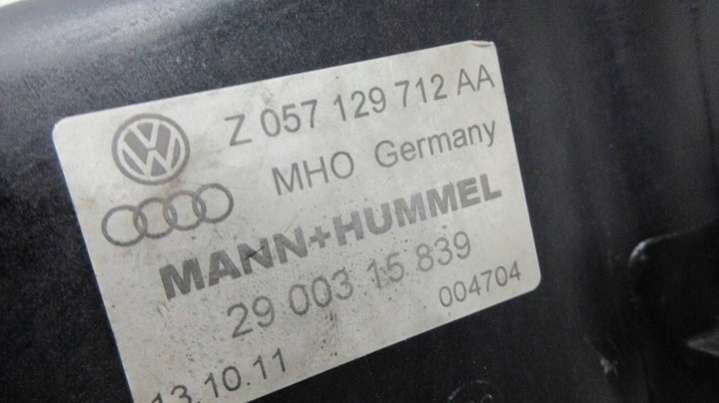 Z 057 129 712 AA
MHO Germany
MANN+HUMMEL
29 003 15 839
004704
13.10.11